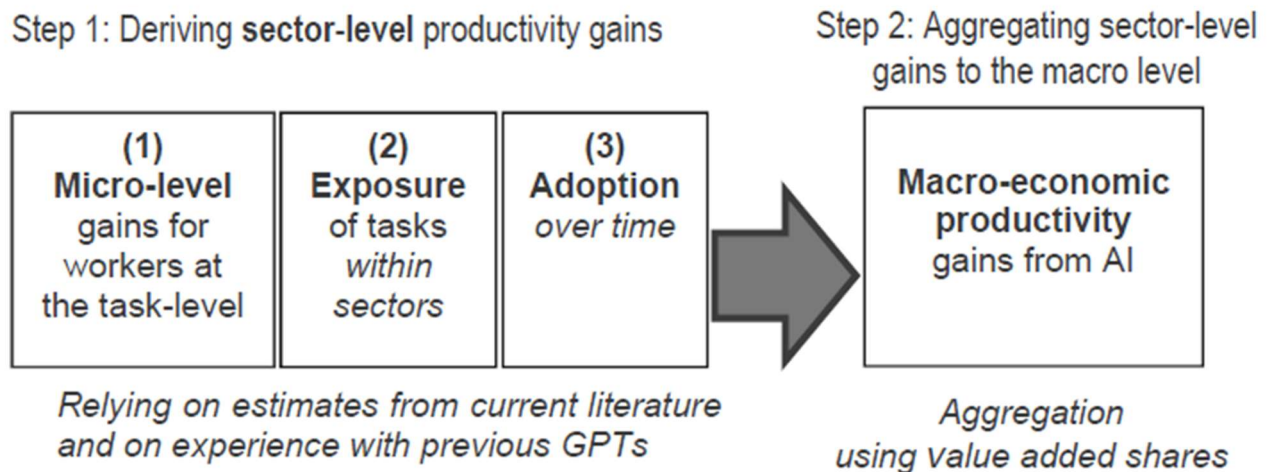 Step 1: Deriving sector-level productivity gains
(1)
Micro-level
gains for
workers at
the task-level
(2)
Exposure
of tasks
within
sectors
(3)
Adoption
over time
Relying on estimates from current literature
and on experience with previous GPTs
Step 2: Aggregating sector-level
gains to the macro level
Macro-economic
productivity
gains from AI
Aggregation
using value added shares